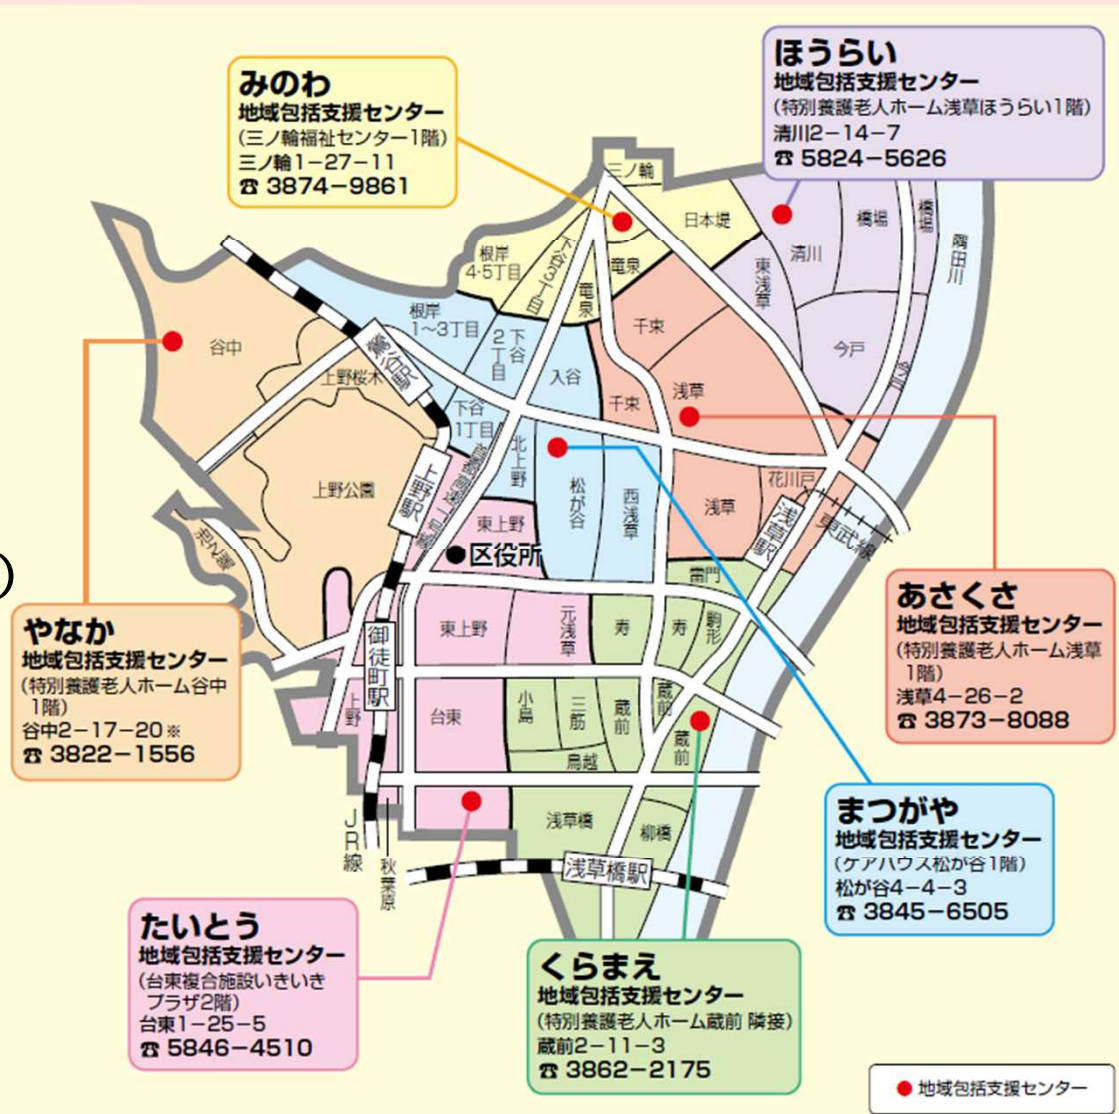 みのわ
地域包括支援センター
(三ノ輪福祉センター1階)
三ノ輪1−27−11
☎ 3874−9861
ほうらい
地域包括支援センター
(特別養護老人ホーム浅草ほうらい1階)
清川2−14−7
☎ 5824−5626
三ノ輪
日本堤
橋場
橋場
清川
隅田川
根岸
4・5丁目
下谷3丁目
竜泉
竜泉
東浅草
千束
今戸
根岸
1〜3丁目
下谷
2丁目
入谷
谷中
鶯谷駅
上野桜木
千束
浅草
下谷
1丁目
北上野
上野公園
上野駅
松が谷
西浅草
浅草
花川戸
浅草駅
東武線
東上野
●区役所
池之端
雷門
東上野
元浅草
寿
寿
駒形
御徒町駅
上野
台東
小島
三筋
蔵前
蔵前
蔵前
鳥越
浅草橋
柳橋
浅草橋駅
JR線
秋葉原
やなか
地域包括支援センター
(特別養護老人ホーム谷中
1階)
谷中2−17−20※
☎ 3822−1556
あさくさ
地域包括支援センター
(特別養護老人ホーム浅草
1階)
浅草4−26−2
☎ 3873−8088
まつがや
地域包括支援センター
(ケアハウス松が谷1階)
松が谷4−4−3
☎ 3845−6505
たいとう
地域包括支援センター
(台東複合施設いきいき
プラザ2階)
台東1−25−5
☎ 5846−4510
くらまえ
地域包括支援センター
(特別養護老人ホーム蔵前 隣接)
蔵前2−11−3
☎ 3862−2175
● 地域包括支援センター
)